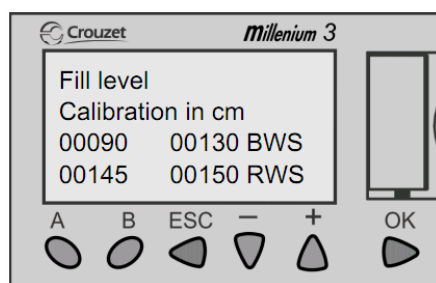 Crouzet millenium 3
Fill level
Calibration in cm
00090 00130 BWS
00145 00150 RWS
A B ESC − + OK